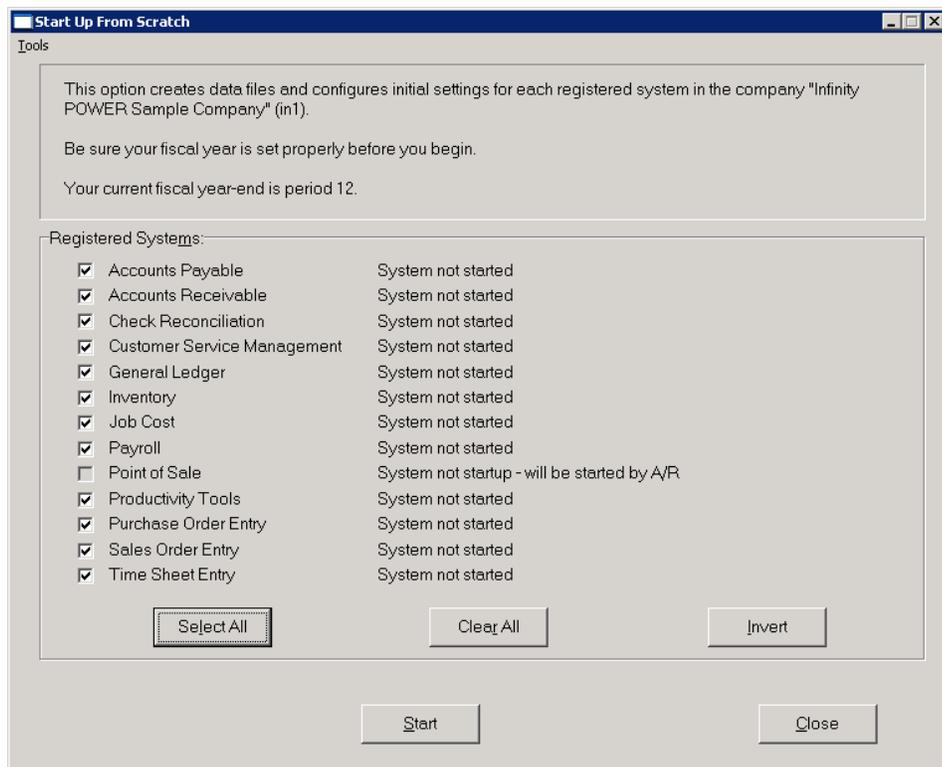 Start Up From Scratch
Tools
This option creates data files and configures initial settings for each registered system in the company "Infinity
POWER Sample Company" (in1).
Be sure your fiscal year is set properly before you begin.
Your current fiscal year-end is period 12.
Registered Systems:
Accounts Payable System not started
Accounts Receivable System not started
Check Reconciliation System not started
Customer Service Management System not started
General Ledger System not started
Inventory System not started
Job Cost System not started
Payroll System not started
Point of Sale System not startup - will be started by A/R
Productivity Tools System not started
Purchase Order Entry System not started
Sales Order Entry System not started
Time Sheet Entry System not started
Select All Clear All Invert
Start Close